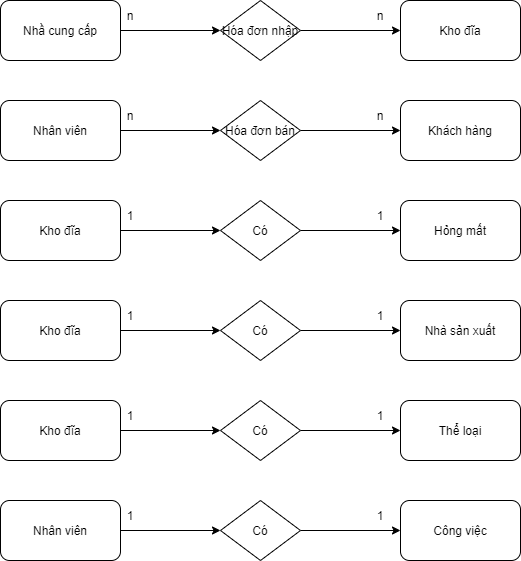 Nhầ cung cấp n Hóa đơn nhập n Kho đĩa
Nhân viên n Hóa đơn bán n Khách hàng
Kho đĩa 1 Có 1 Hỏng mất
Kho đĩa 1 Có 1 Nhà sản xuất
Kho đĩa 1 Có 1 Thể loại
Nhân viên 1 Có 1 Công việc